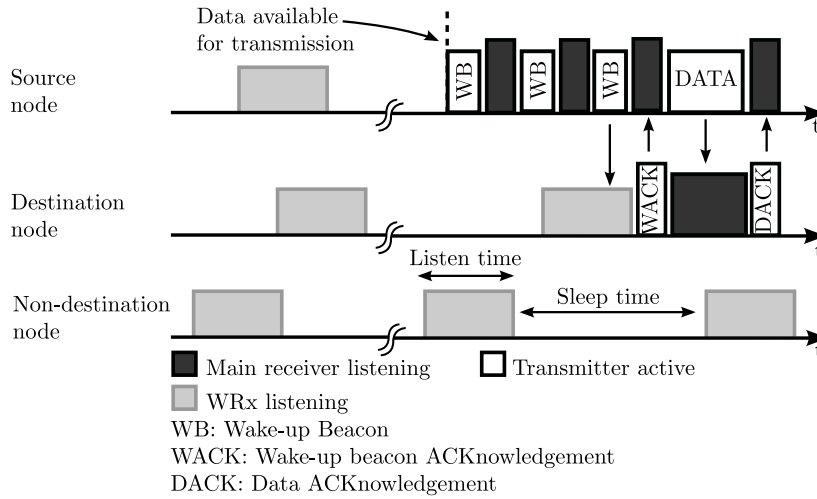 Data available
for transmission
Source
node
WB
WB
WB
DATA
t
Destination
node
WACK
DACK
t
Listen time
Non-destination
node
Sleep time
t
Main receiver listening
Transmitter active
WRx listening
WB: Wake-up Beacon
WACK: Wake-up beacon ACKnowledgement
DACK: Data ACKnowledgement